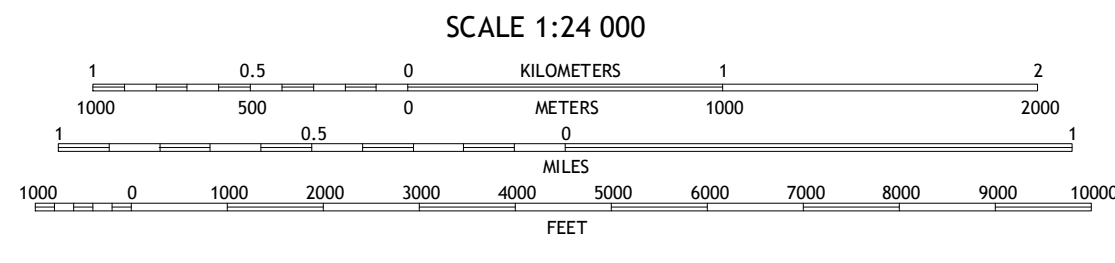 SCALE 1:24 000
1 0.5 0 KILOMETERS 1 2
1000 500 0 METERS 1000 2000
1 0.5 0 1
MILES
1000 0 1000 2000 3000 4000 5000 6000 7000 8000 9000 10000
FEET